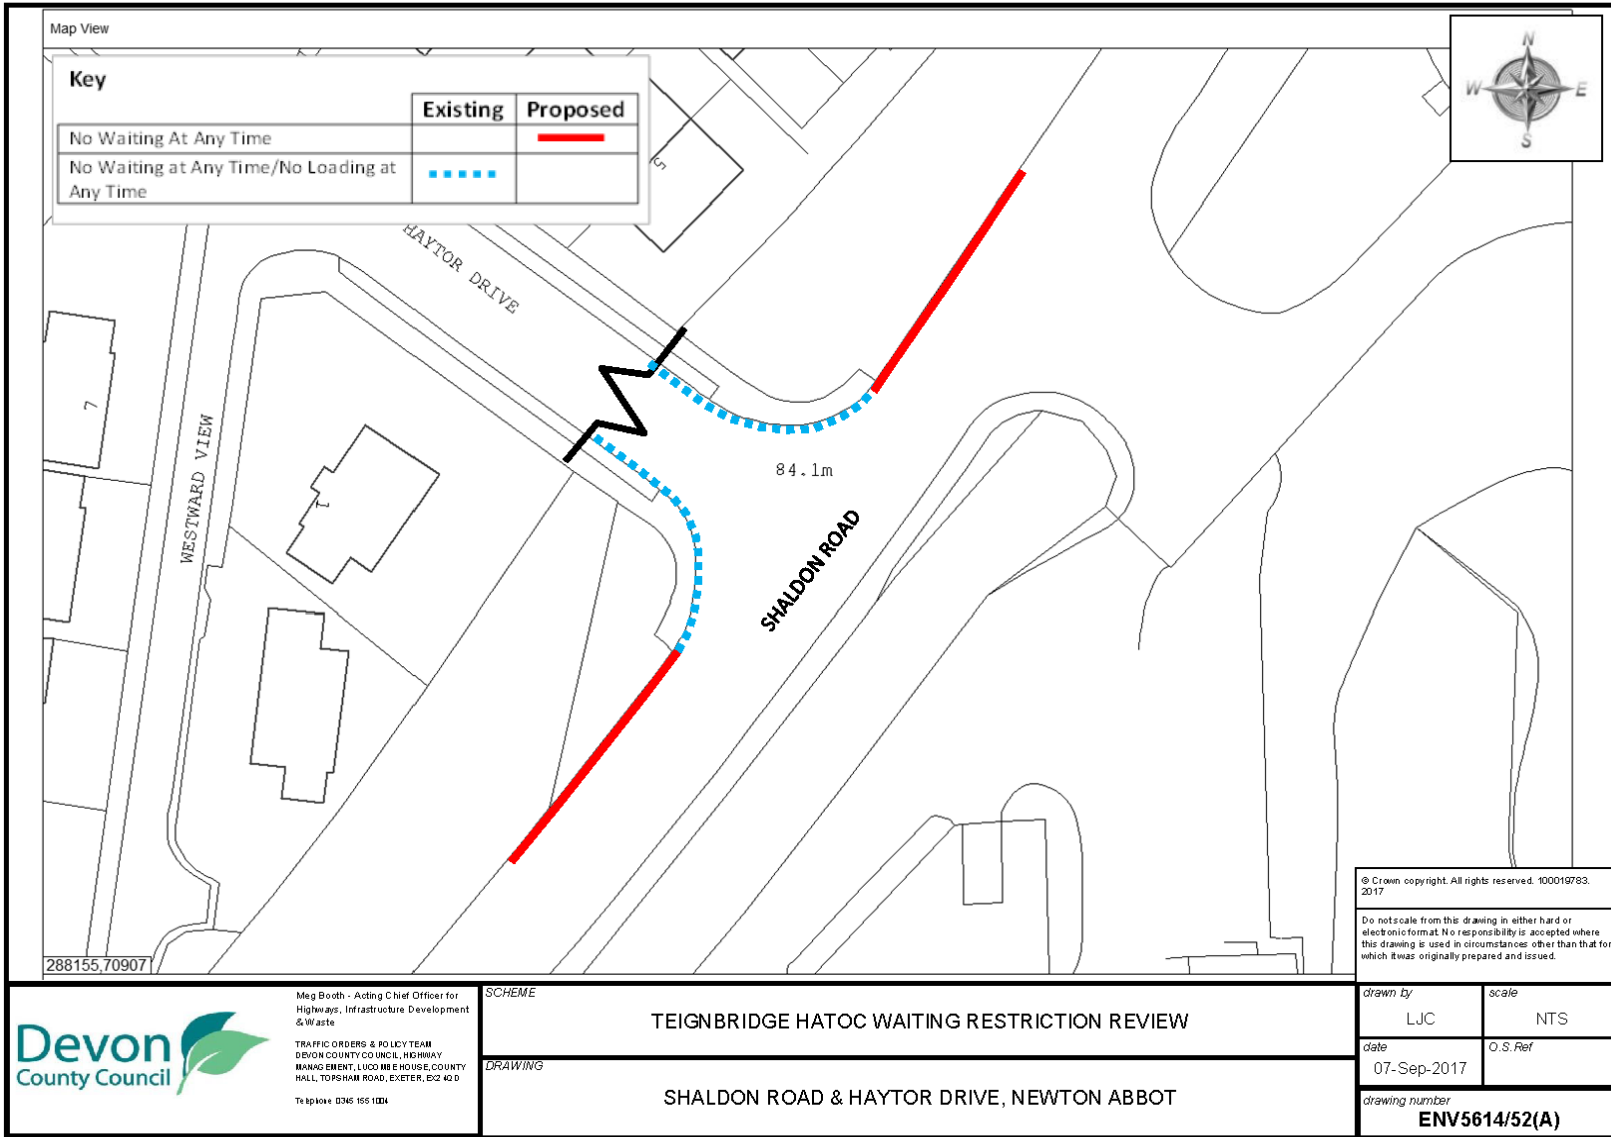 Map View
Key
Existing Proposed
No Waiting At Any Time
No Waiting at Any Time/No Loading at
Any Time
N
W E
S
5
HAYTOR DRIVE
7
WESTWARD VIEW
1
84.1m
SHALDON ROAD
288155,70907
© Crown copyright. All rights reserved. 100019783.
2017
Do not scale from this drawing in either hard or
electronic format. No responsibility is accepted where
this drawing is used in circumstances other than that for
which it was originally prepared and issued.
Devon
County Council
Meg Booth - Acting Chief Officer for
Highways, Infrastructure Development
& Waste
TRAFFIC ORDERS & POLICY TEAM
DEVON COUNTY COUNCIL, HIGHWAY
MANAGEMENT, LUCOMBE HOUSE, COUNTY
HALL, TOPSHAM ROAD, EXETER, EX2 4QD
Telephone 0345 155 1004
SCHEME
TEIGNBRIDGE HATOC WAITING RESTRICTION REVIEW
DRAWING
SHALDON ROAD & HAYTOR DRIVE, NEWTON ABBOT
drawn by
LJC
scale
NTS
date
07-Sep-2017
O.S.Ref
drawing number
ENV5614/52(A)